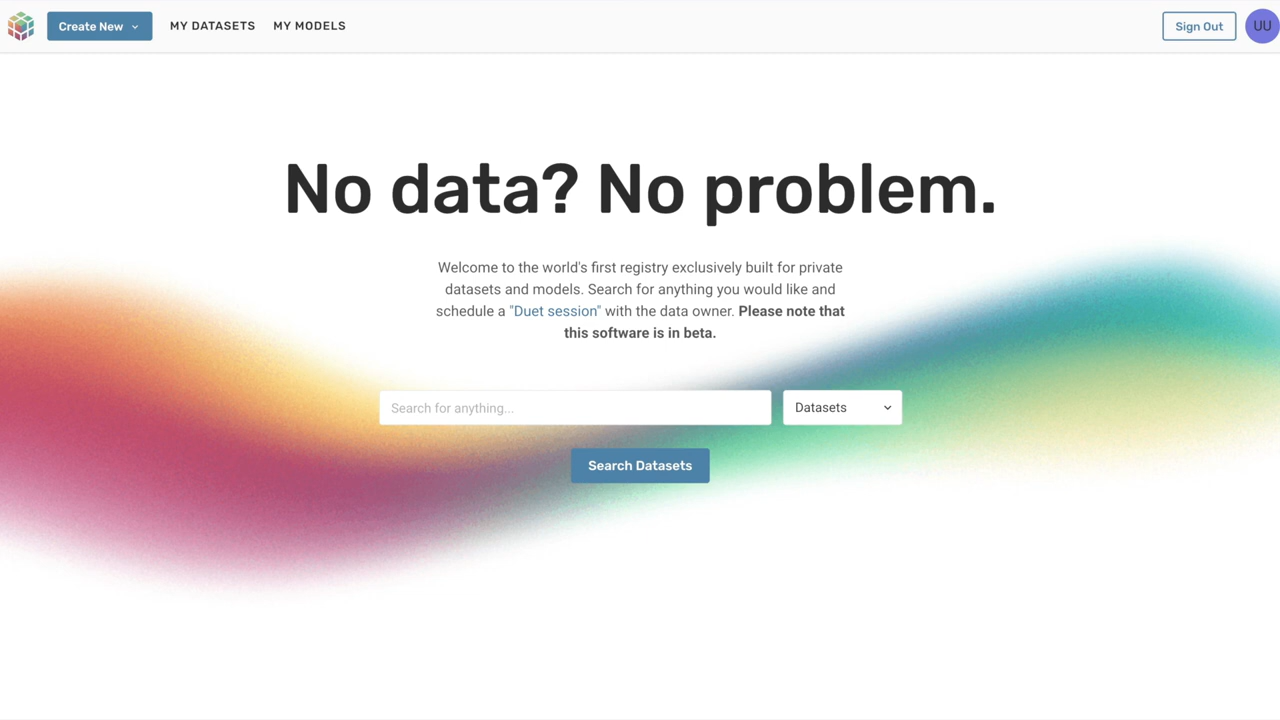 Create New
MY DATASETS
MY MODELS
Sign Out
UU
No data? No problem.
Welcome to the world's first registry exclusively built for private
datasets and models. Search for anything you would like and
schedule a "Duet session" with the data owner. Please note that
this software is in beta.
Search for anything...
Datasets
Search Datasets